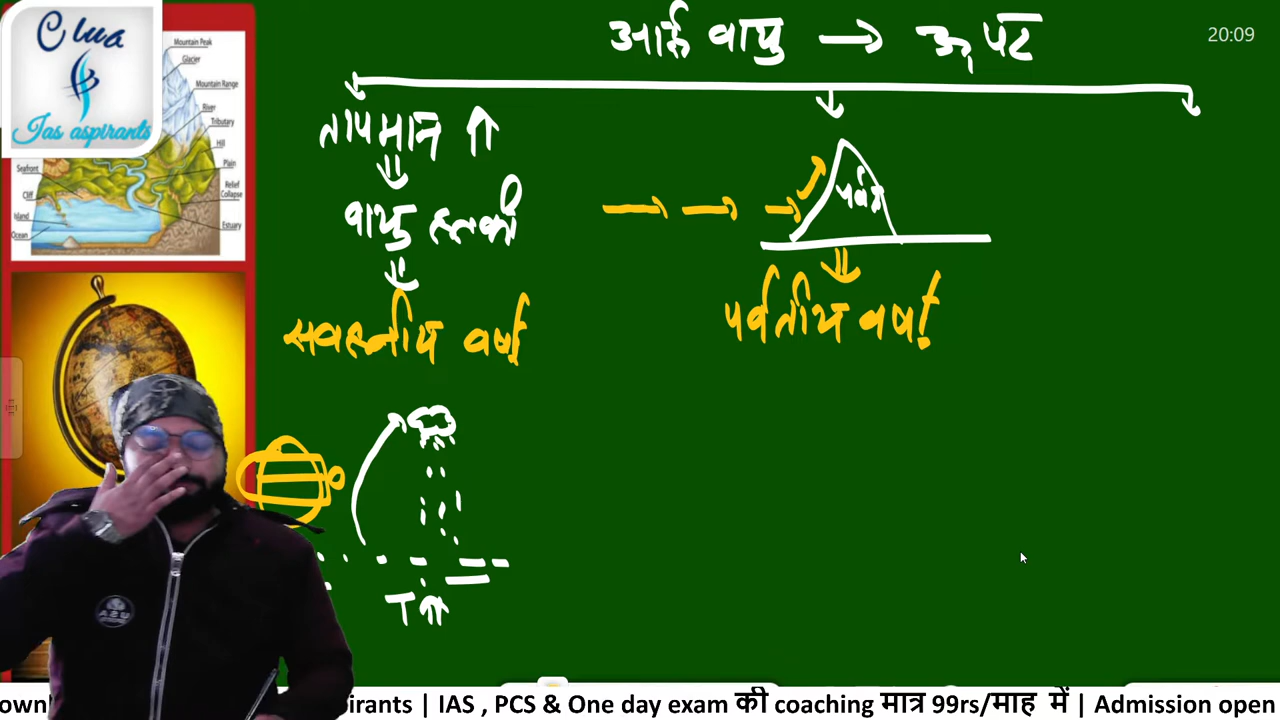 Clua
Ias aspirants
Mountain Peak
Glacier
Mountain Range
River
Tributary
Hill
Plain
Seafront
Relief
Collapse
Cliff
Island
Estuary
Ocean
आर्द्र वायु → ऊपर
20:09
तापमान ↑
वायु हल्की
पर्वत
संवहनीय वर्षा
पर्वतीय वर्षा
T ⇈
USA
pirants | IAS , PCS & One day exam की coaching मात्र 99rs/माह में | Admission open